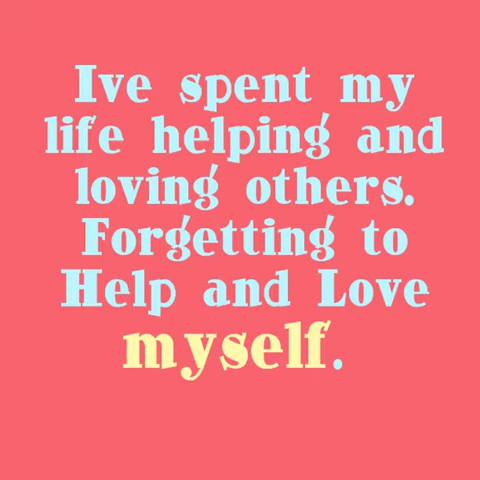 Ive spent my
life helping and
loving others.
Forgetting to
Help and Love
myself.